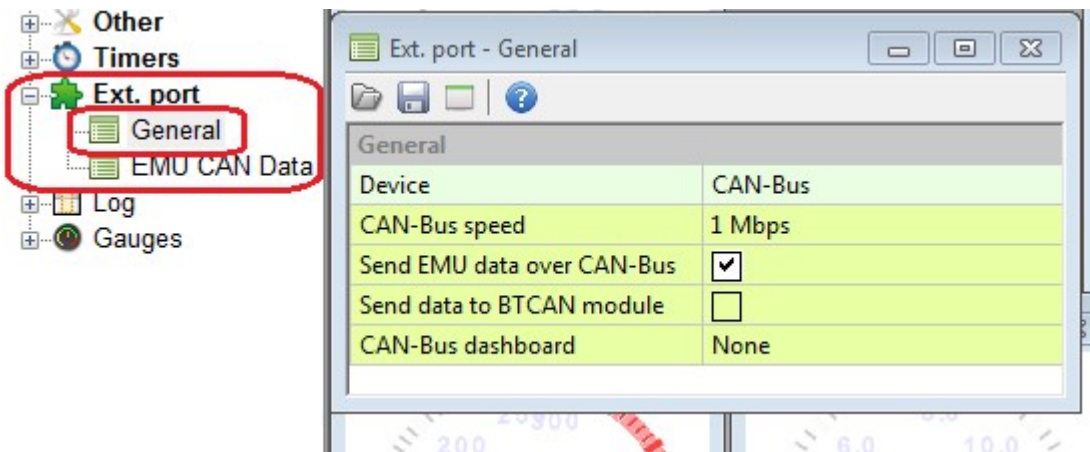 Other
Timers
Ext. port
General
EMU CAN Data
Log
Gauges
Ext. port - General
General
Device CAN-Bus
CAN-Bus speed 1 Mbps
Send EMU data over CAN-Bus
Send data to BTCAN module
CAN-Bus dashboard None
200
6.0 10.0